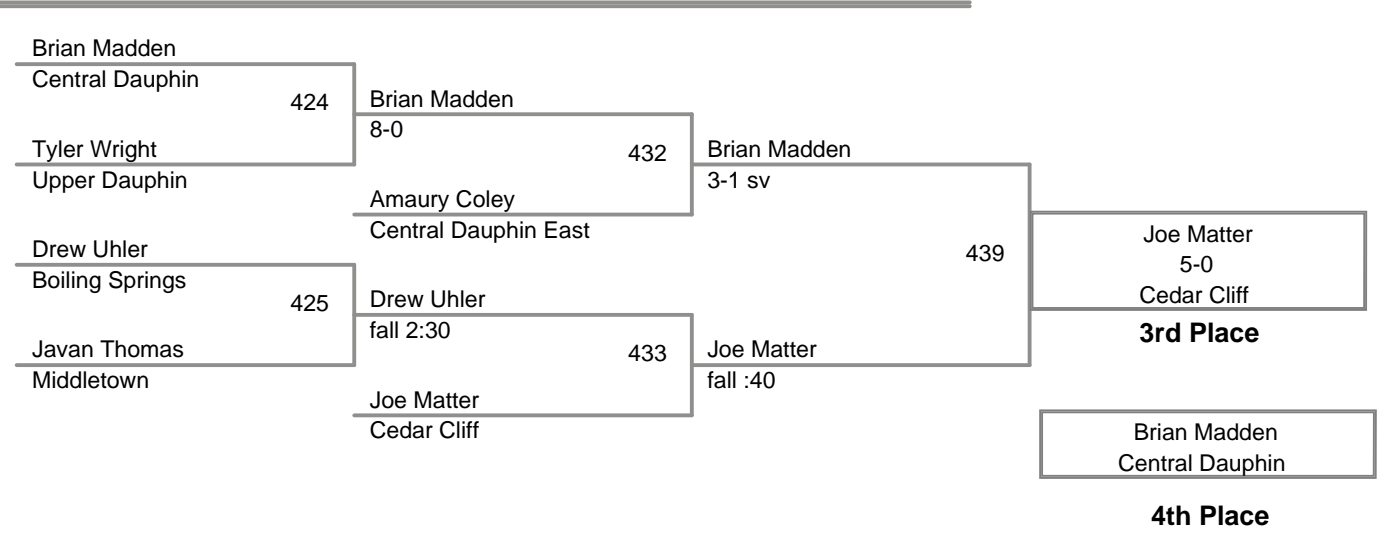 Brian Madden
Central Dauphin
424
Tyler Wright
Upper Dauphin
Drew Uhler
Boiling Springs
425
Javan Thomas
Middletown
Brian Madden
8-0
432
Amaury Coley
Central Dauphin East
Drew Uhler
fall 2:30
433
Joe Matter
Cedar Cliff
Brian Madden
3-1 sv
439
Joe Matter
fall :40
Joe Matter
5-0
Cedar Cliff
3rd Place
Brian Madden
Central Dauphin
4th Place